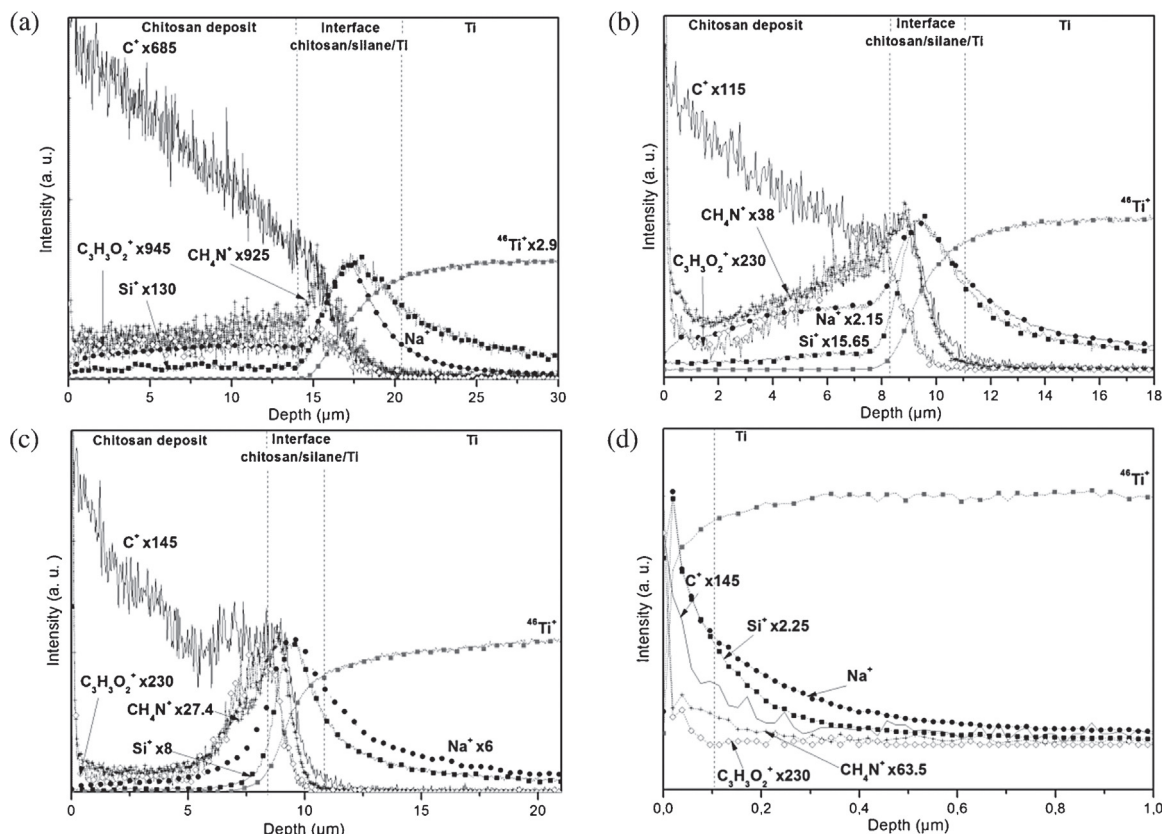 (a)
Chitosan deposit
Interface
chitosan/silane/Ti
Ti
C⁺ x685
C₃H₃O₂⁺ x945
CH₄N⁺ x925
Si⁺ x130
Na⁺
⁴⁶Ti⁺ x2.9
Intensity (a. u.)
0 5 10 15 20 25 30
Depth (µm)
(b)
Chitosan deposit
Interface
chitosan/silane/Ti
Ti
C⁺ x115
CH₄N⁺ x38
C₃H₃O₂⁺ x230
Na⁺ x2.15
Si⁺ x15.65
⁴⁶Ti⁺
Intensity (a. u.)
0 2 4 6 8 10 12 14 16 18
Depth (µm)
(c)
Chitosan deposit
Interface
chitosan/silane/Ti
Ti
C⁺ x145
C₃H₃O₂⁺ x230
CH₄N⁺ x27.4
Si⁺ x8
Na⁺ x6
⁴⁶Ti⁺
Intensity (a. u. )
0 5 10 15 20
Depth (µm)
(d)
Ti
⁴⁶Ti⁺
C⁺ x145
Si⁺ x2.25
Na⁺
CH₄N⁺ x63.5
C₃H₃O₂⁺ x230
Intensity (a. u.)
0,0 0,2 0,4 0,6 0,8 1,0
Depth (µm)